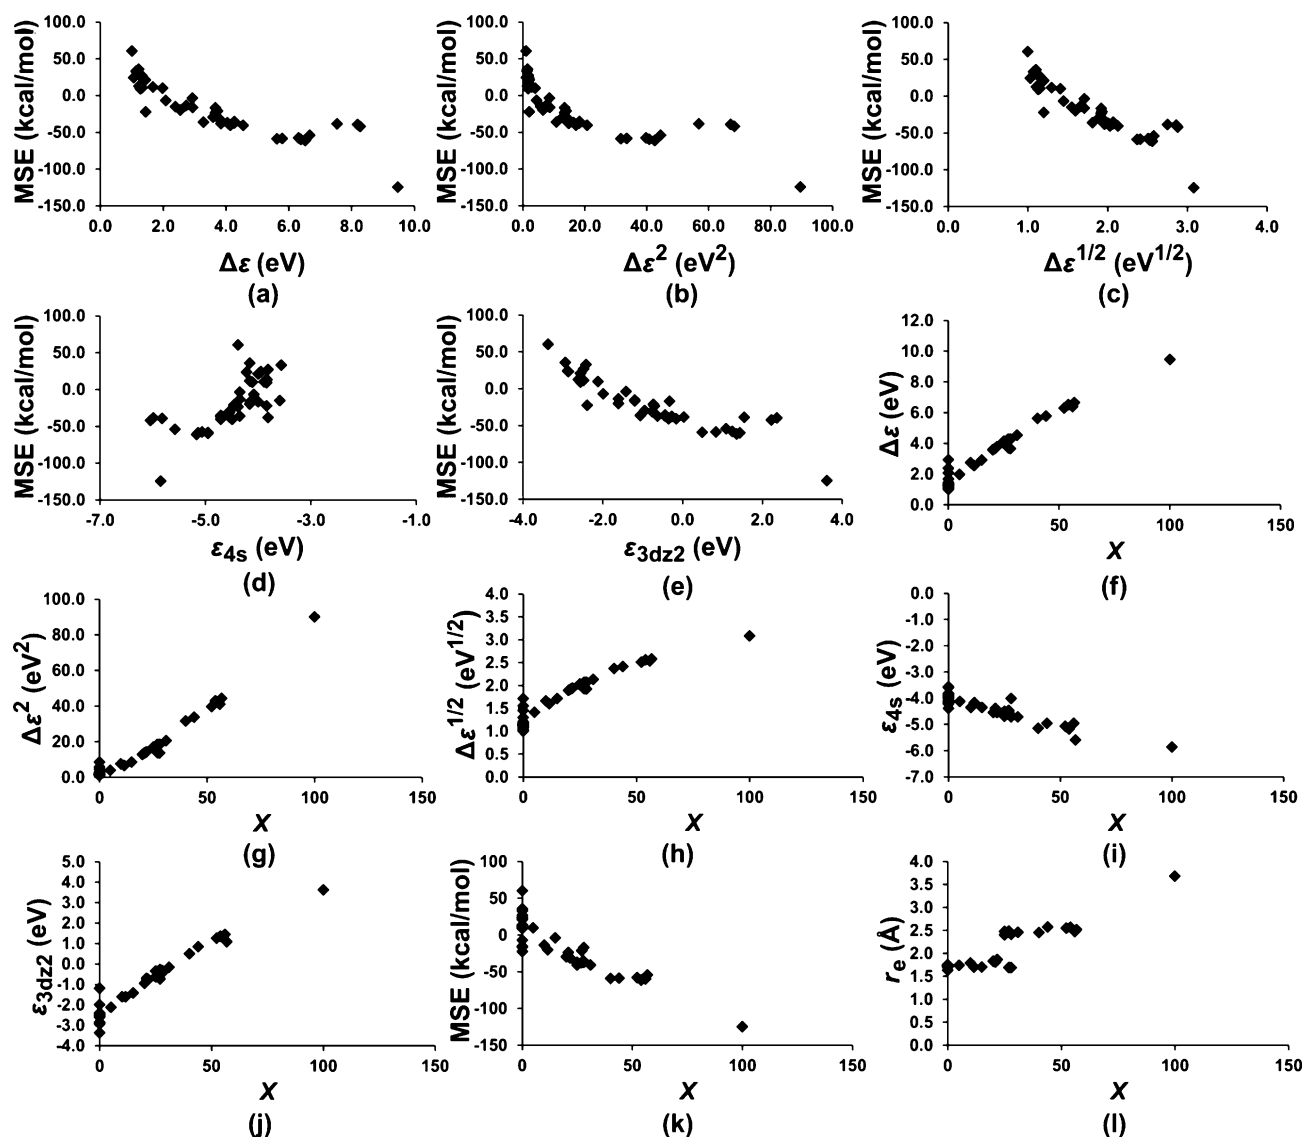 MSE (kcal/mol)
100.0
50.0
0.0
-50.0
-100.0
-150.0
0.0 2.0 4.0 6.0 8.0 10.0
Δε (eV)
(a)
MSE (kcal/mol)
100.0
50.0
0.0
-50.0
-100.0
-150.0
0.0 20.0 40.0 60.0 80.0 100.0
Δε² (eV²)
(b)
MSE (kcal/mol)
100.0
50.0
0.0
-50.0
-100.0
-150.0
0.0 1.0 2.0 3.0 4.0
Δε^1/2 (eV^1/2)
(c)
MSE (kcal/mol)
100.0
50.0
0.0
-50.0
-100.0
-150.0
-7.0 -5.0 -3.0 -1.0
ε4s (eV)
(d)
MSE (kcal/mol)
100.0
50.0
0.0
-50.0
-100.0
-150.0
-4.0 -2.0 0.0 2.0 4.0
ε3dz2 (eV)
(e)
Δε (eV)
12.0
10.0
8.0
6.0
4.0
2.0
0.0
0 50 100 150
X
(f)
Δε² (eV²)
100.0
80.0
60.0
40.0
20.0
0.0
0 50 100 150
X
(g)
Δε^1/2 (eV^1/2)
4.0
3.5
3.0
2.5
2.0
1.5
1.0
0.5
0.0
0 50 100 150
X
(h)
ε4s (eV)
0.0
-1.0
-2.0
-3.0
-4.0
-5.0
-6.0
-7.0
0 50 100 150
X
(i)
ε3dz2 (eV)
5.0
4.0
3.0
2.0
1.0
0.0
-1.0
-2.0
-3.0
-4.0
0 50 100 150
X
(j)
MSE (kcal/mol)
100
50
0
-50
-100
-150
0 50 100 150
X
(k)
re (Å)
4.0
3.5
3.0
2.5
2.0
1.5
1.0
0.5
0.0
0 50 100 150
X
(l)